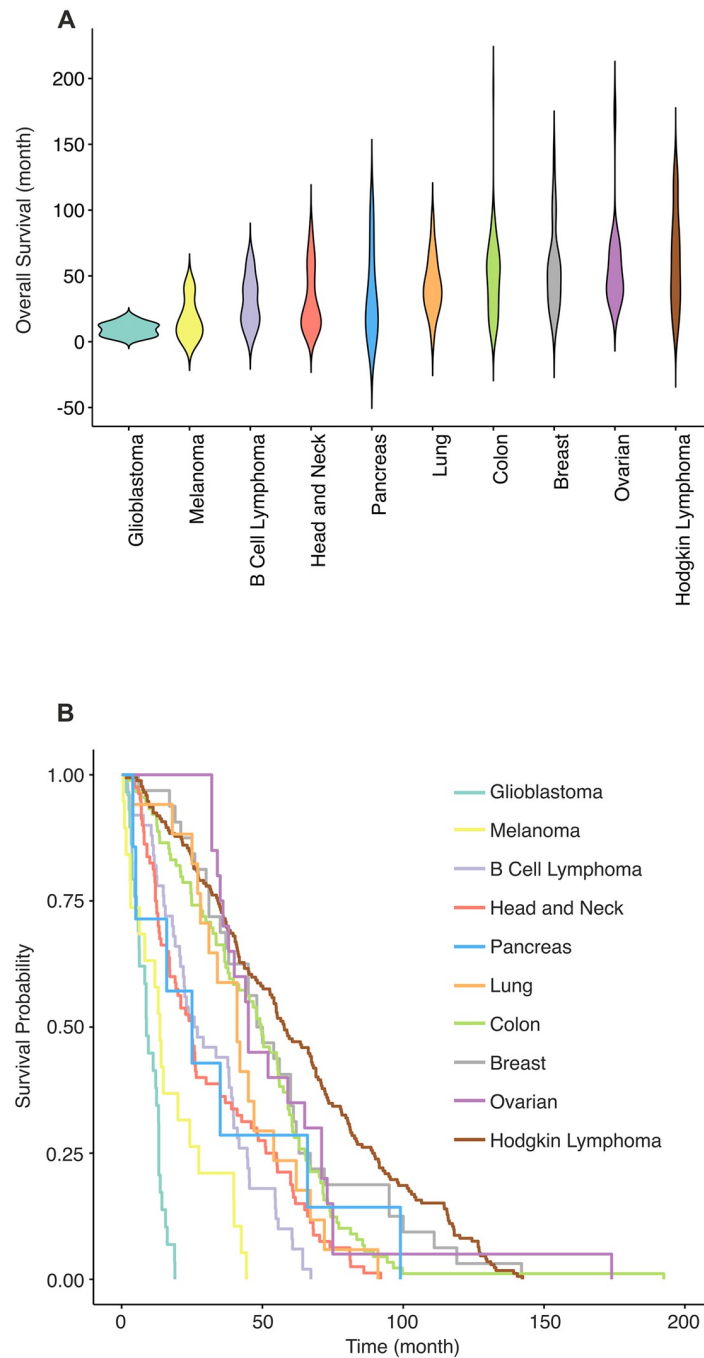 A
Overall Survival (month)
200
150
100
50
0
-50
Glioblastoma
Melanoma
B Cell Lymphoma
Head and Neck
Pancreas
Lung
Colon
Breast
Ovarian
Hodgkin Lymphoma
B
Survival Probability
1.00
0.75
0.50
0.25
0.00
Glioblastoma
Melanoma
B Cell Lymphoma
Head and Neck
Pancreas
Lung
Colon
Breast
Ovarian
Hodgkin Lymphoma
0 50 100 150 200
Time (month)